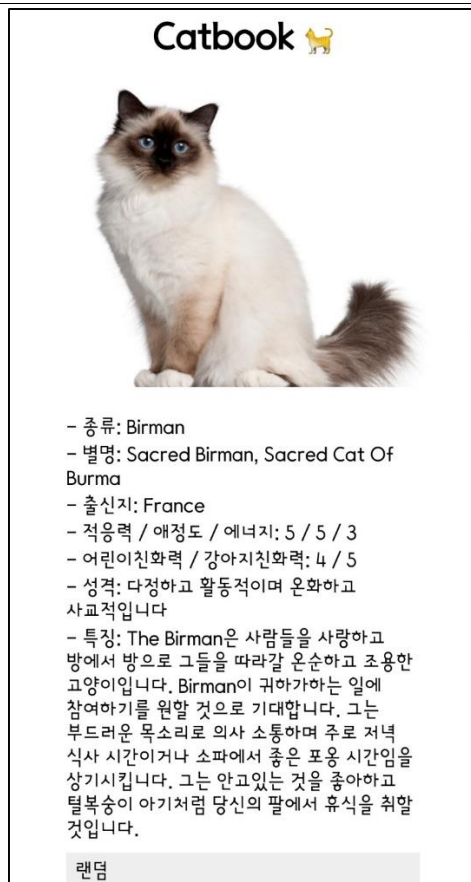 Catbook 🐈
- 종류: Birman
- 별명: Sacred Birman, Sacred Cat Of
Burma
- 출신지: France
- 적응력 / 애정도 / 에너지: 5 / 5 / 3
- 어린이친화력 / 강아지친화력: 4 / 5
- 성격: 다정하고 활동적이며 온화하고
사교적입니다
- 특징: The Birman은 사람들을 사랑하고
방에서 방으로 그들을 따라갈 온순하고 조용한
고양이입니다. Birman이 귀하가하는 일에
참여하기를 원할 것으로 기대합니다. 그는
부드러운 목소리로 의사 소통하며 주로 저녁
식사 시간이거나 소파에서 좋은 포옹 시간임을
상기시킵니다. 그는 안고있는 것을 좋아하고
털복숭이 아기처럼 당신의 팔에서 휴식을 취할
것입니다.
랜덤